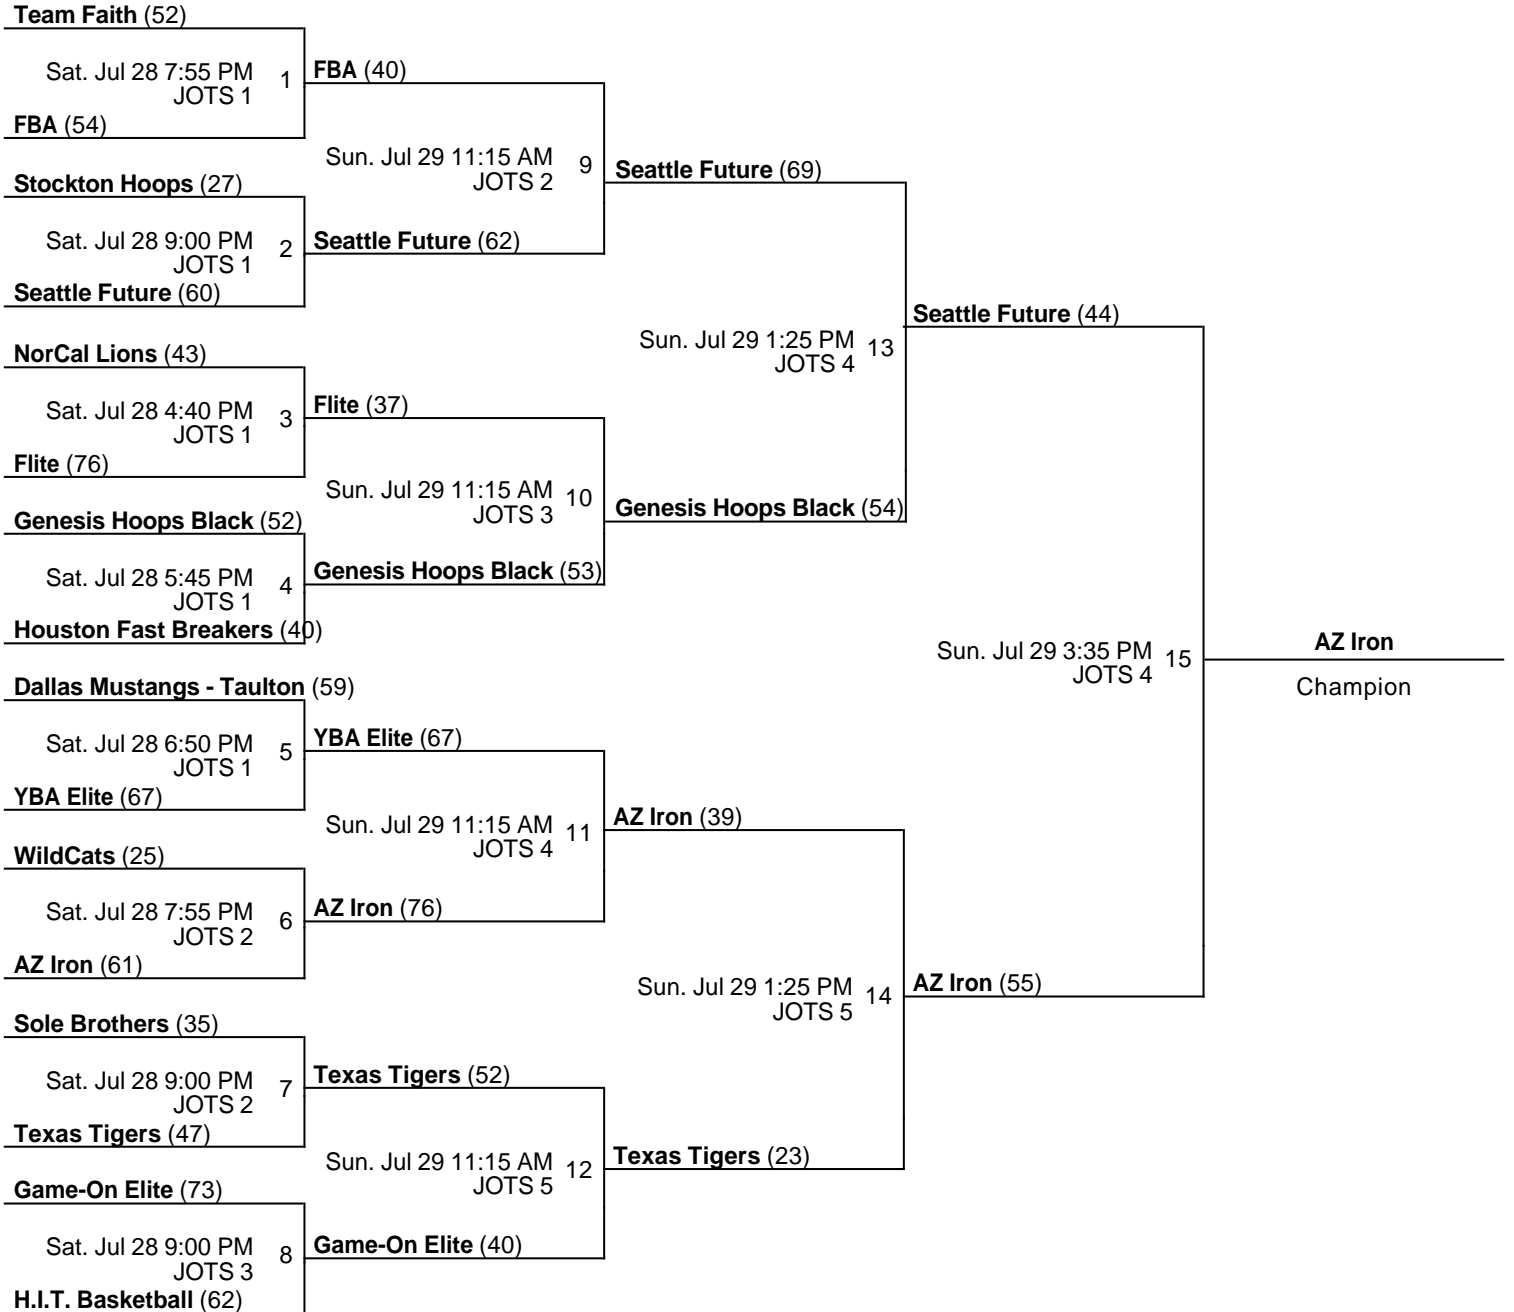 Team Faith (52)
Sat. Jul 28 7:55 PM
JOTS 1
1
FBA (54)
Stockton Hoops (27)
Sat. Jul 28 9:00 PM
JOTS 1
2
Seattle Future (60)
NorCal Lions (43)
Sat. Jul 28 4:40 PM
JOTS 1
3
Flite (76)
Genesis Hoops Black (52)
Sat. Jul 28 5:45 PM
JOTS 1
4
Houston Fast Breakers (40)
Dallas Mustangs - Taulton (59)
Sat. Jul 28 6:50 PM
JOTS 1
5
YBA Elite (67)
WildCats (25)
Sat. Jul 28 7:55 PM
JOTS 2
6
AZ Iron (61)
Sole Brothers (35)
Sat. Jul 28 9:00 PM
JOTS 2
7
Texas Tigers (47)
Game-On Elite (73)
Sat. Jul 28 9:00 PM
JOTS 3
8
H.I.T. Basketball (62)
FBA (40)
Sun. Jul 29 11:15 AM
JOTS 2
9
Seattle Future (62)
Flite (37)
Sun. Jul 29 11:15 AM
JOTS 3
10
Genesis Hoops Black (53)
YBA Elite (67)
Sun. Jul 29 11:15 AM
JOTS 4
11
AZ Iron (76)
Texas Tigers (52)
Sun. Jul 29 11:15 AM
JOTS 5
12
Game-On Elite (40)
Seattle Future (69)
Sun. Jul 29 1:25 PM
JOTS 4
13
Genesis Hoops Black (54)
AZ Iron (39)
Sun. Jul 29 1:25 PM
JOTS 5
14
Texas Tigers (23)
Seattle Future (44)
Sun. Jul 29 3:35 PM
JOTS 4
15
AZ Iron (55)
AZ Iron
Champion